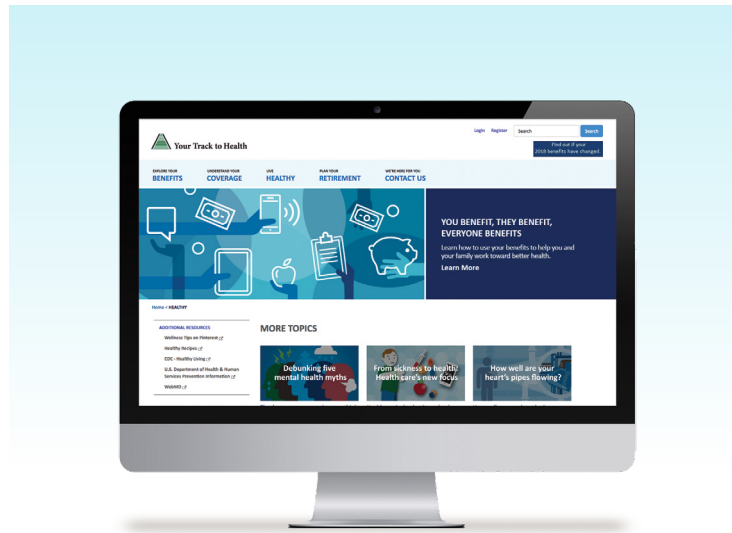 Login Register Search Search
Your Track to Health
Find out if your
2018 benefits have changed.
EXPLORE YOUR
BENEFITS
UNDERSTAND YOUR
COVERAGE
LIVE
HEALTHY
PLAN YOUR
RETIREMENT
WE'RE HERE FOR YOU
CONTACT US
YOU BENEFIT, THEY BENEFIT,
EVERYONE BENEFITS
Learn how to use your benefits to help you and
your family work toward better health.
Learn More
Home < HEALTHY
ADDITIONAL RESOURCES
Wellness Tips on Pinterest
Healthy Recipes
CDC - Healthy Living
U.S. Department of Health & Human
Services Prevention Information
WebMD
MORE TOPICS
Debunking five
mental health myths
From sickness to health:
Health care's new focus
How well are your
heart's pipes flowing?